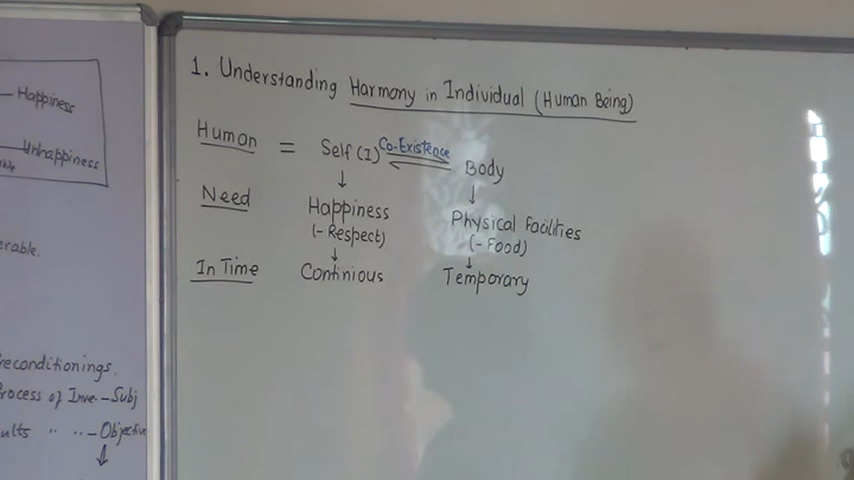 Happiness
Unhappiness
erable.
reconditionings.
rocess of Inve-Subj
ults " " - Objective
↓
1. Understanding Harmony in Individual (Human Being)
Human = Self (I) Co-Existence Body
↓ ↓
Need Happiness Physical Facilities
(- Respect) (- Food)
↓ ↓
In Time Continious Temporary